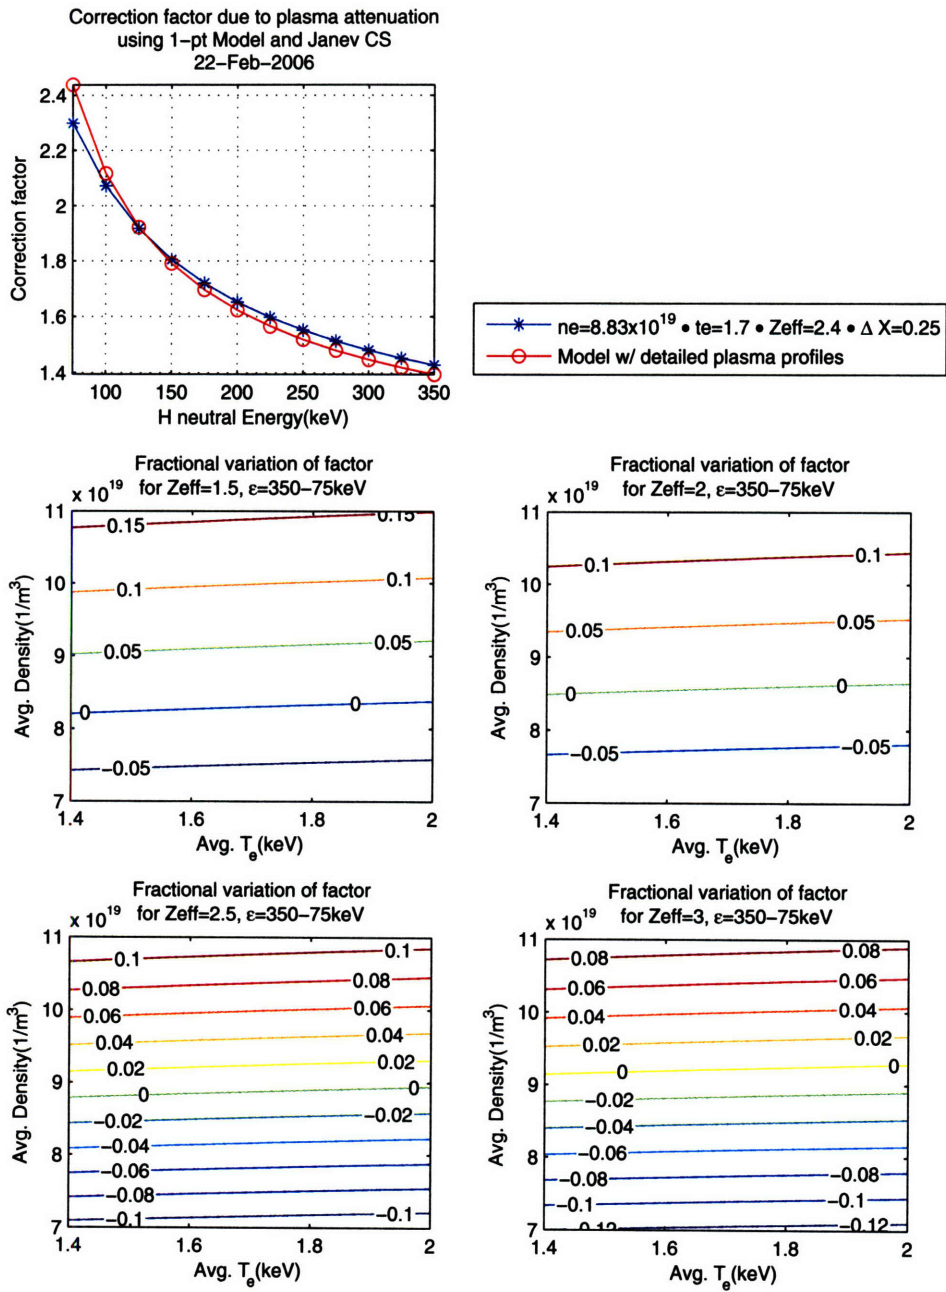 Correction factor due to plasma attenuation
using 1-pt Model and Janev CS
22-Feb-2006
2.4
2.2
2
1.8
1.6
1.4
Correction factor
100 150 200 250 300 350
H neutral Energy(keV)
ne=8.83x10^19 • te=1.7 • Zeff=2.4 • Δ X=0.25
Model w/ detailed plasma profiles
Fractional variation of factor
for Zeff=1.5, ε=350-75keV
x 10^19
11
10
9
8
7
Avg. Density(1/m^3)
0.15 0.15
0.1 0.1
0.05 0.05
0 0
-0.05
1.4 1.6 1.8 2
Avg. T_e(keV)
Fractional variation of factor
for Zeff=2, ε=350-75keV
x 10^19
11
10
9
8
7
Avg. Density(1/m^3)
0.1 0.1
0.05 0.05
0 0
-0.05 -0.05
1.4 1.6 1.8 2
Avg. T_e(keV)
Fractional variation of factor
for Zeff=2.5, ε=350-75keV
x 10^19
11
10
9
8
7
Avg. Density(1/m^3)
0.1 0.1
0.08 0.08
0.06 0.06
0.04 0.04
0.02 0.02
0 0
-0.02 -0.02
-0.04
-0.06
-0.08
-0.1 -0.1
1.4 1.6 1.8 2
Avg. T_e(keV)
Fractional variation of factor
for Zeff=3, ε=350-75keV
x 10^19
11
10
9
8
7
Avg. Density(1/m^3)
0.08 0.08
0.06 0.06
0.04 0.04
0.02 0.02
0 0
-0.02
-0.04
-0.06
-0.08 -0.08
-0.1 -0.1
-0.12 -0.12
1.4 1.6 1.8 2
Avg. T_e(keV)